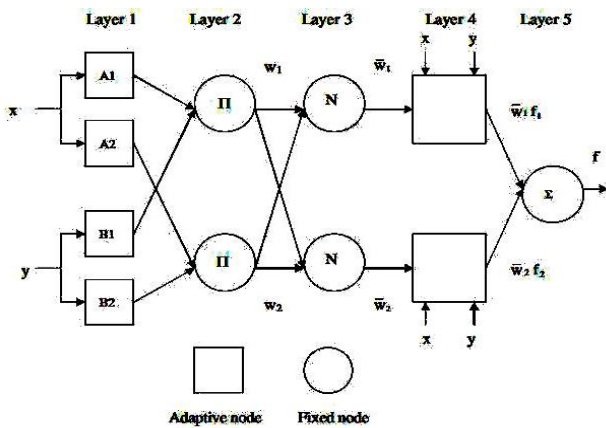 Layer 1 Layer 2 Layer 3 Layer 4 Layer 5
x y
A1 w₁ w̅₁
x Π N w̅₁ f₁
A2
f
Σ
B1
y Π N w̅₂ f₂
B2 w₂ w̅₂
x y
Adaptive node Fixed node